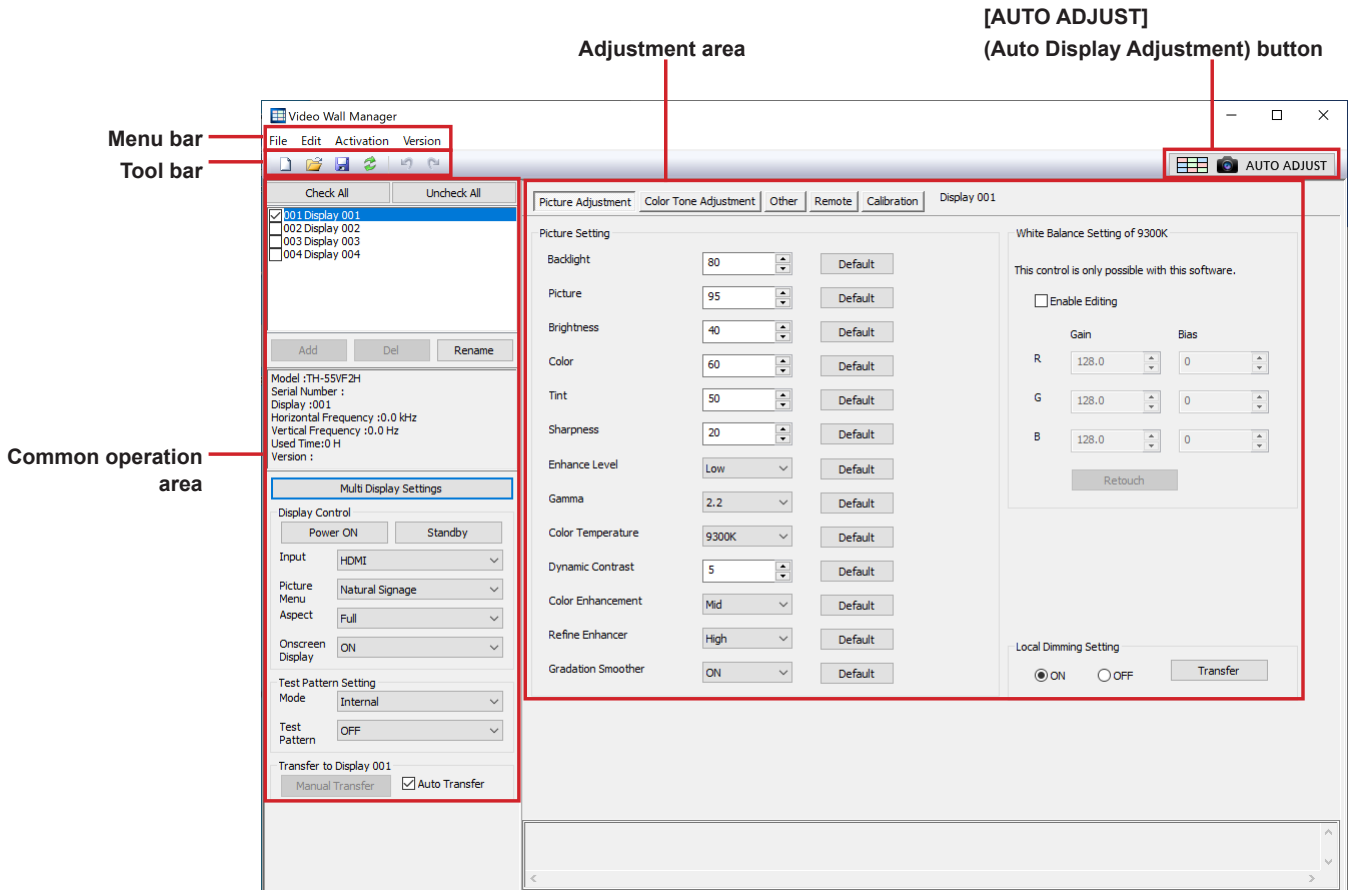 [AUTO ADJUST]
(Auto Display Adjustment) button
Adjustment area
Menu bar
Tool bar
Common operation
area
Video Wall Manager
File Edit Activation Version
AUTO ADJUST
Check All Uncheck All
001 Display 001
002 Display 002
003 Display 003
004 Display 004
Add Del Rename
Model :TH-55VF2H
Serial Number :
Display :001
Horizontal Frequency :0.0 kHz
Vertical Frequency :0.0 Hz
Used Time:0 H
Version :
Multi Display Settings
Display Control
Power ON Standby
Input HDMI
Picture
Menu
Natural Signage
Aspect Full
Onscreen
Display
ON
Test Pattern Setting
Mode Internal
Test
Pattern
OFF
Transfer to Display 001
Manual Transfer Auto Transfer
Picture Adjustment Color Tone Adjustment Other Remote Calibration Display 001
Picture Setting
Backlight 80 Default
Picture 95 Default
Brightness 40 Default
Color 60 Default
Tint 50 Default
Sharpness 20 Default
Enhance Level Low Default
Gamma 2.2 Default
Color Temperature 9300K Default
Dynamic Contrast 5 Default
Color Enhancement Mid Default
Refine Enhancer High Default
Gradation Smoother ON Default
White Balance Setting of 9300K
This control is only possible with this software.
Enable Editing
Gain Bias
R 128.0 0
G 128.0 0
B 128.0 0
Retouch
Local Dimming Setting
ON OFF Transfer